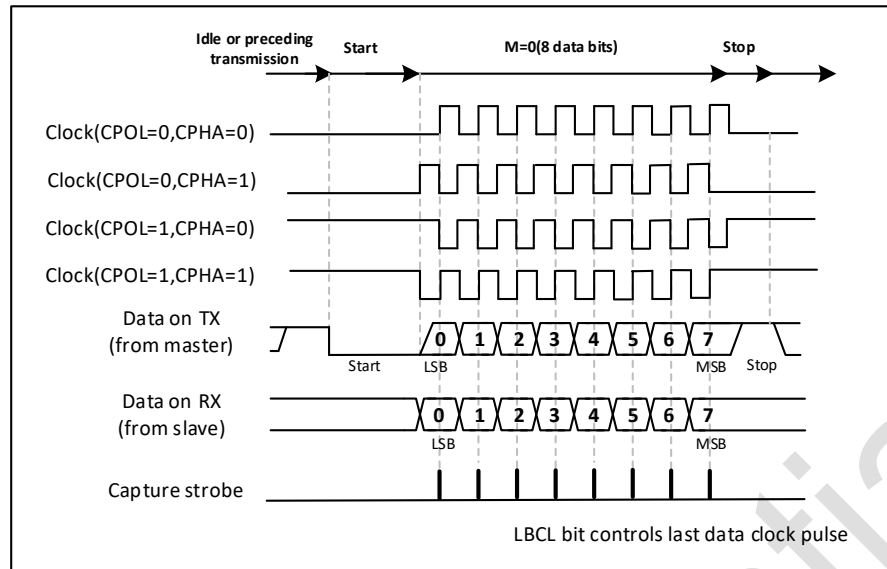 Idle or preceding
transmission
Start
M=0(8 data bits)
Stop
Clock(CPOL=0,CPHA=0)
Clock(CPOL=0,CPHA=1)
Clock(CPOL=1,CPHA=0)
Clock(CPOL=1,CPHA=1)
Data on TX
(from master)
0 1 2 3 4 5 6 7
Start
LSB
MSB
Stop
Data on RX
(from slave)
0 1 2 3 4 5 6 7
LSB
MSB
Capture strobe
LBCL bit controls last data clock pulse